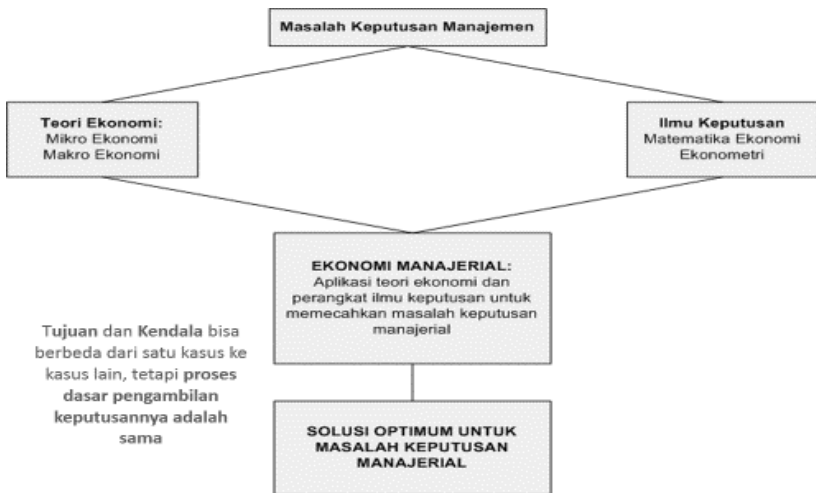 Masalah Keputusan Manajemen
Teori Ekonomi:
Mikro Ekonomi
Makro Ekonomi
Ilmu Keputusan
Matematika Ekonomi
Ekonometri
EKONOMI MANAJERIAL:
Aplikasi teori ekonomi dan
perangkat ilmu keputusan untuk
memecahkan masalah keputusan
manajerial
Tujuan dan Kendala bisa
berbeda dari satu kasus ke
kasus lain, tetapi proses
dasar pengambilan
keputusannya adalah
sama
SOLUSI OPTIMUM UNTUK
MASALAH KEPUTUSAN
MANAJERIAL